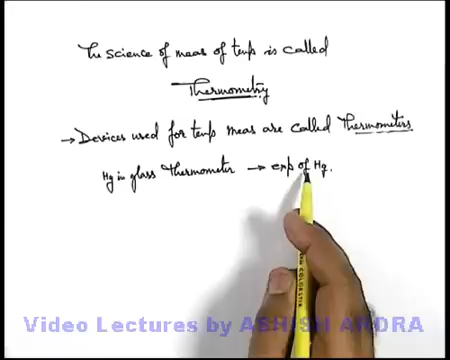 The science of meas of temp is called
Thermometry
→ Devices used for temp meas are called Thermometers
Hg in glass Thermometer → exp of Hg.
Video Lectures by ASHISH ARORA